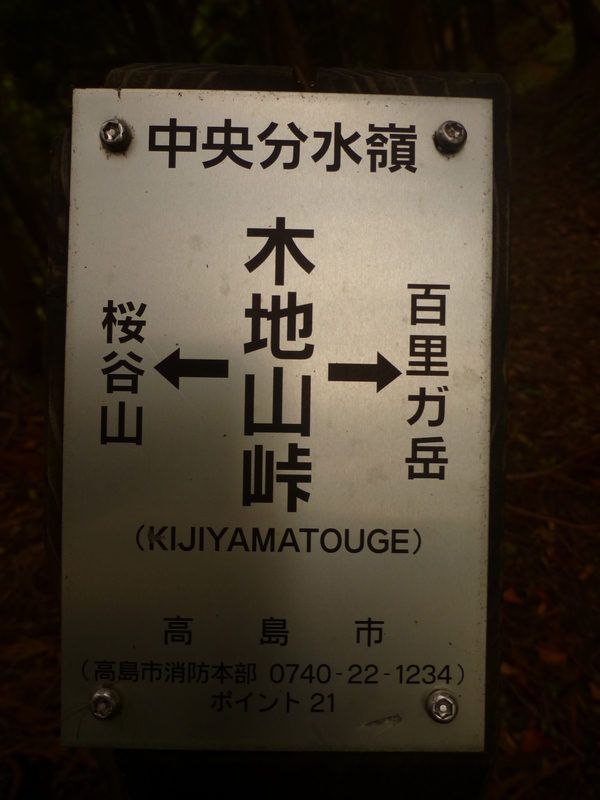 中央分水嶺
木地山峠
桜谷山
百里ガ岳
(KIJIYAMATOUGE)
高島市
(高島市消防本部 0740-22-1234)
ポイント 21